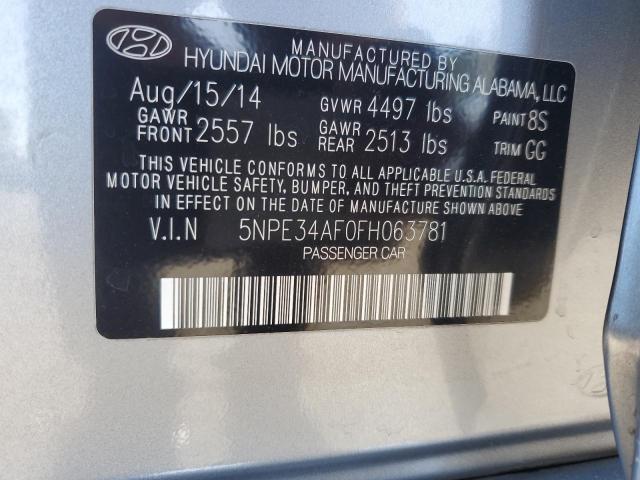 MANUFACTURED BY
HYUNDAI MOTOR MANUFACTURING ALABAMA, LLC
Aug/15/14 GVWR 4497 lbs PAINT 8S
GAWR FRONT 2557 lbs GAWR REAR 2513 lbs TRIM GG
THIS VEHICLE CONFORMS TO ALL APPLICABLE U.S.A. FEDERAL
MOTOR VEHICLE SAFETY, BUMPER, AND THEFT PREVENTION STANDARDS
IN EFFECT ON THE DATE OF MANUFACTURE SHOWN ABOVE.
V.I.N 5NPE34AF0FH063781
PASSENGER CAR